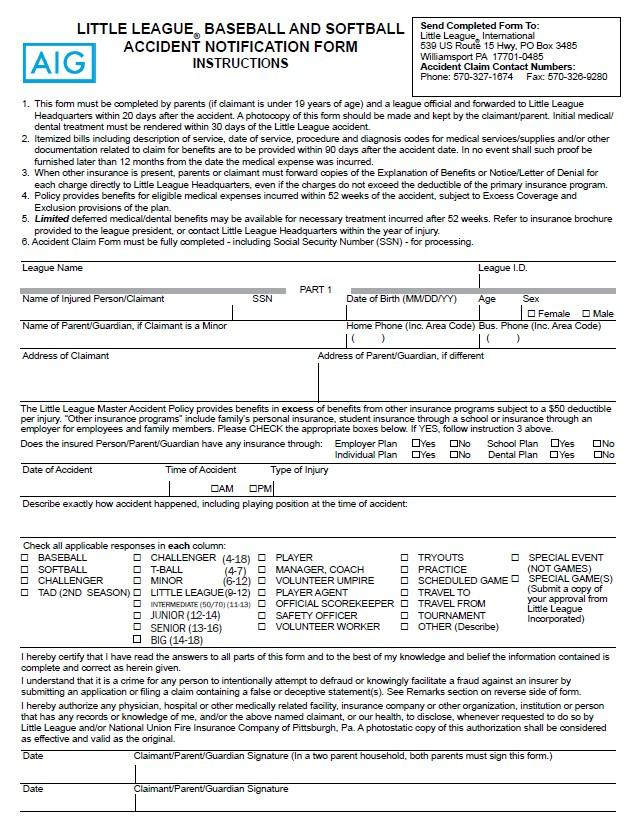 LITTLE LEAGUE® BASEBALL AND SOFTBALL
ACCIDENT NOTIFICATION FORM
INSTRUCTIONS
AIG
Send Completed Form To:
Little League® International
539 US Route 15 Hwy, PO Box 3485
Williamsport PA 17701-0485
Accident Claim Contact Numbers:
Phone: 570-327-1674 Fax: 570-326-9280
1. This form must be completed by parents (if claimant is under 19 years of age) and a league official and forwarded to Little League
Headquarters within 20 days after the accident. A photocopy of this form should be made and kept by the claimant/parent. Initial medical/
dental treatment must be rendered within 30 days of the Little League accident.
2. Itemized bills including description of service, date of service, procedure and diagnosis codes for medical services/supplies and/or other
documentation related to claim for benefits are to be provided within 90 days after the accident date. In no event shall such proof be
furnished later than 12 months from the date the medical expense was incurred.
3. When other insurance is present, parents or claimant must forward copies of the Explanation of Benefits or Notice/Letter of Denial for
each charge directly to Little League Headquarters, even if the charges do not exceed the deductible of the primary insurance program.
4. Policy provides benefits for eligible medical expenses incurred within 52 weeks of the accident, subject to Excess Coverage and
Exclusion provisions of the plan.
5. Limited deferred medical/dental benefits may be available for necessary treatment incurred after 52 weeks. Refer to insurance brochure
provided to the league president, or contact Little League Headquarters within the year of injury.
6. Accident Claim Form must be fully completed - including Social Security Number (SSN) - for processing.
League Name League I.D.
PART 1
Name of Injured Person/Claimant SSN Date of Birth (MM/DD/YY) Age Sex
☐ Female ☐ Male
Name of Parent/Guardian, if Claimant is a Minor Home Phone (Inc. Area Code) Bus. Phone (Inc. Area Code)
( ) ( )
Address of Claimant Address of Parent/Guardian, if different
The Little League Master Accident Policy provides benefits in excess of benefits from other insurance programs subject to a $50 deductible
per injury. "Other insurance programs" include family's personal insurance, student insurance through a school or insurance through an
employer for employees and family members. Please CHECK the appropriate boxes below. If YES, follow instruction 3 above.
Does the insured Person/Parent/Guardian have any insurance through: Employer Plan ☐Yes ☐No School Plan ☐Yes ☐No
Individual Plan ☐Yes ☐No Dental Plan ☐Yes ☐No
Date of Accident Time of Accident Type of Injury
☐AM ☐PM
Describe exactly how accident happened, including playing position at the time of accident:
Check all applicable responses in each column:
☐ BASEBALL ☐ CHALLENGER (4-18) ☐ PLAYER ☐ TRYOUTS ☐ SPECIAL EVENT
☐ SOFTBALL ☐ T-BALL (4-7) ☐ MANAGER, COACH ☐ PRACTICE (NOT GAMES)
☐ CHALLENGER ☐ MINOR (6-12) ☐ VOLUNTEER UMPIRE ☐ SCHEDULED GAME ☐ SPECIAL GAME(S)
☐ TAD (2ND SEASON) ☐ LITTLE LEAGUE (9-12) ☐ PLAYER AGENT ☐ TRAVEL TO (Submit a copy of
☐ INTERMEDIATE (50/70) (11-13) ☐ OFFICIAL SCOREKEEPER ☐ TRAVEL FROM your approval from
☐ JUNIOR (12-14) ☐ SAFETY OFFICER ☐ TOURNAMENT Little League
☐ SENIOR (13-16) ☐ VOLUNTEER WORKER ☐ OTHER (Describe) Incorporated)
☐ BIG (14-18)
I hereby certify that I have read the answers to all parts of this form and to the best of my knowledge and belief the information contained is
complete and correct as herein given.
I understand that it is a crime for any person to intentionally attempt to defraud or knowingly facilitate a fraud against an insurer by
submitting an application or filing a claim containing a false or deceptive statement(s). See Remarks section on reverse side of form.
I hereby authorize any physician, hospital or other medically related facility, insurance company or other organization, institution or person
that has any records or knowledge of me, and/or the above named claimant, or our health, to disclose, whenever requested to do so by
Little League and/or National Union Fire Insurance Company of Pittsburgh, Pa. A photostatic copy of this authorization shall be considered
as effective and valid as the original.
Date Claimant/Parent/Guardian Signature (In a two parent household, both parents must sign this form.)
Date Claimant/Parent/Guardian Signature